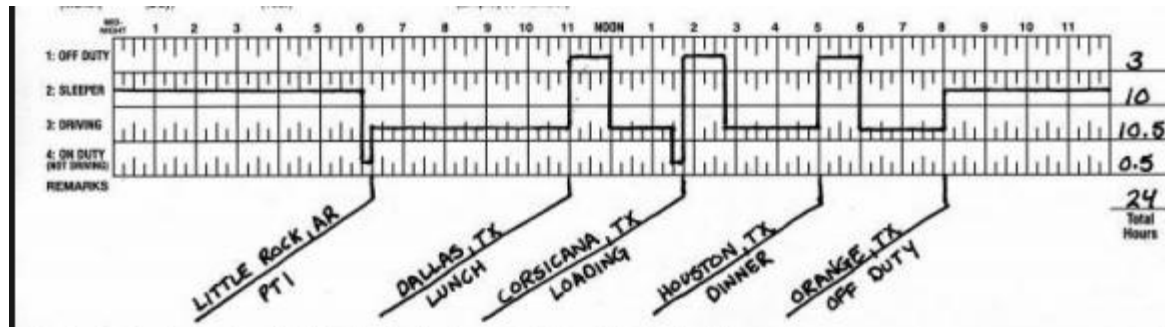 MID-NIGHT 1 2 3 4 5 6 7 8 9 10 11 NOON 1 2 3 4 5 6 7 8 9 10 11
1: OFF DUTY 3
2: SLEEPER 10
3: DRIVING 10.5
4: ON DUTY (NOT DRIVING) 0.5
REMARKS 24
Total
Hours
LITTLE ROCK, AR
PTI
DALLAS, TX
LUNCH
CORSICANA, TX
LOADING
HOUSTON, TX
DINNER
ORANGE, TX
OFF DUTY